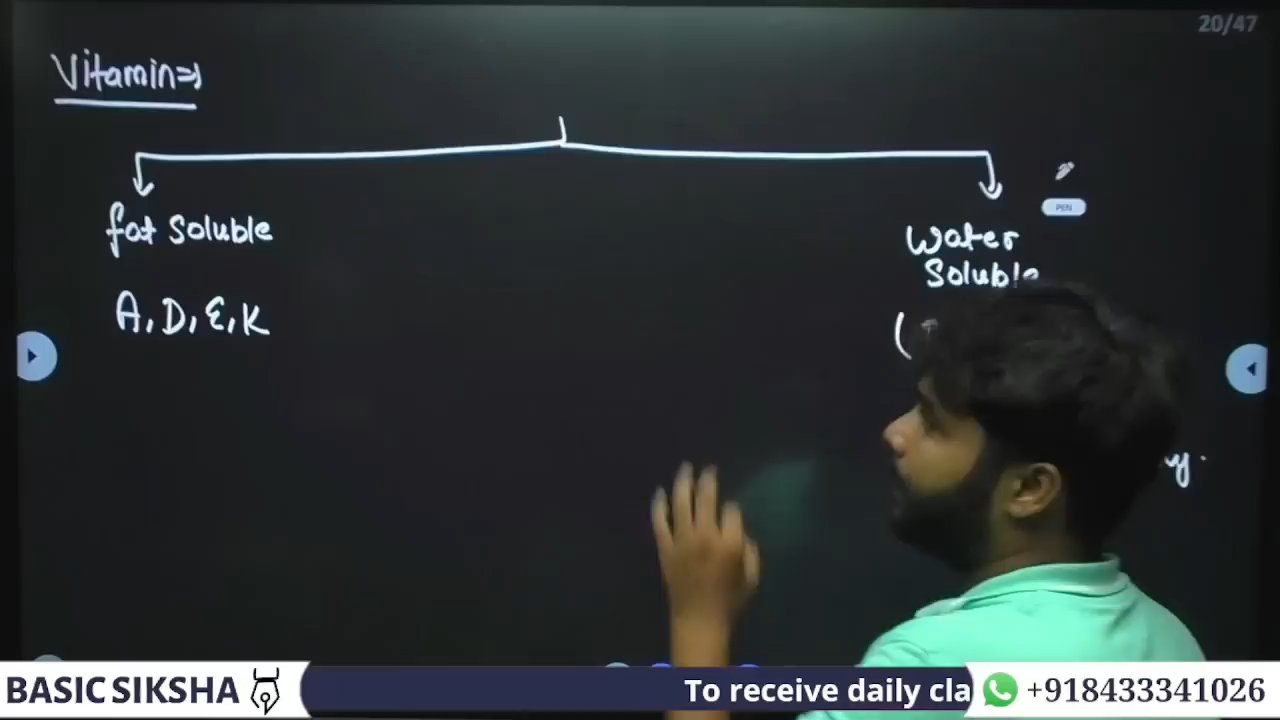 20/47
Vitamin⇒
PEN
fat Soluble
Water
Soluble
A, D, E, K
BASIC SIKSHA
To receive daily cla
+918433341026